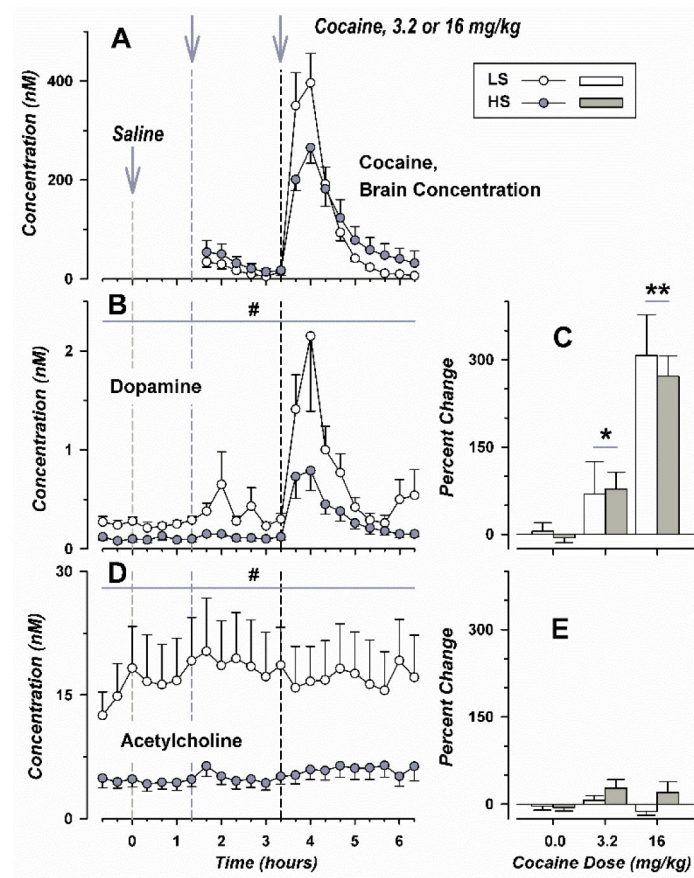 Cocaine, 3.2 or 16 mg/kg
A
Concentration (nM)
400
200
0
Saline
Cocaine,
Brain Concentration
LS
HS
B
#
Concentration (nM)
2
1
0
Dopamine
C
Percent Change
300
150
0
*
**
D
#
Concentration (nM)
30
15
0
Acetylcholine
0 1 2 3 4 5 6
Time (hours)
E
Percent Change
300
150
0
0.0 3.2 16
Cocaine Dose (mg/kg)